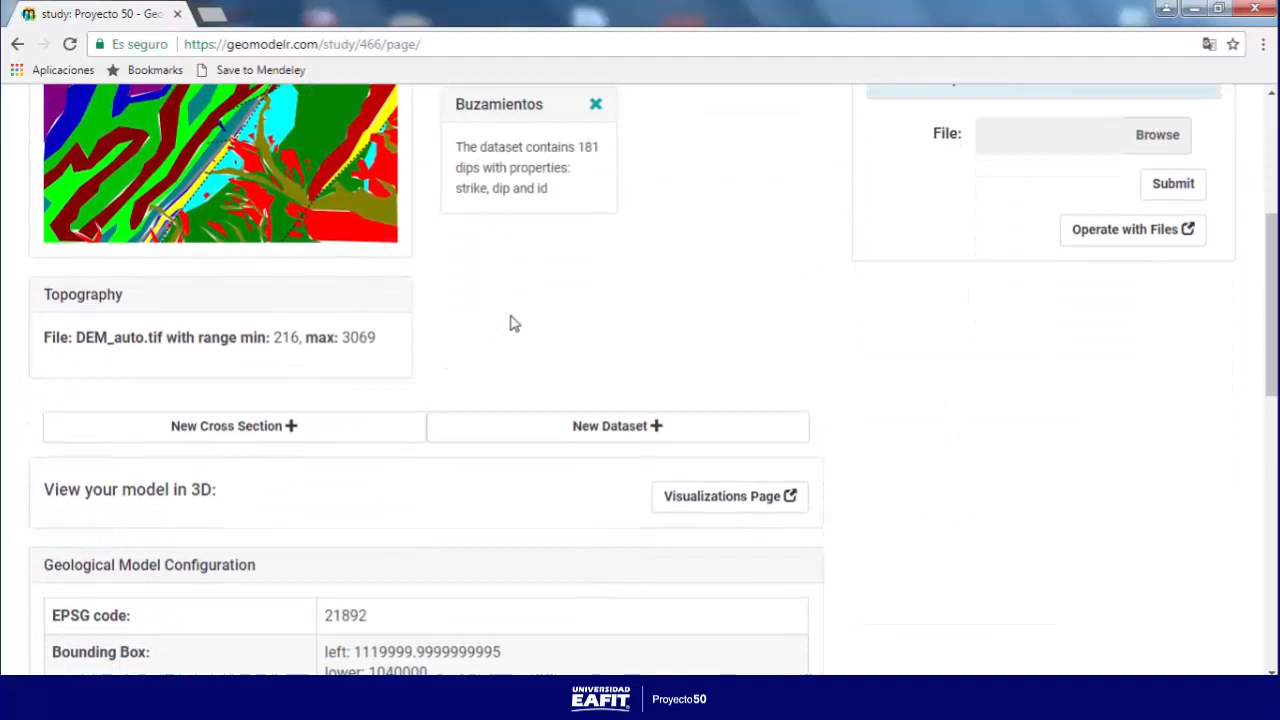 study: Proyecto 50 - Geo
Es seguro
https://geomodelr.com/study/466/page/
Aplicaciones
Bookmarks
Save to Mendeley
Buzamientos
The dataset contains 181
dips with properties:
strike, dip and id
File:
Browse
Submit
Operate with Files
Topography
File: DEM_auto.tif with range min: 216, max: 3069
New Cross Section
New Dataset
View your model in 3D:
Visualizations Page
Geological Model Configuration
EPSG code:
21892
Bounding Box:
left: 1119999.9999999995
lower: 1040000
UNIVERSIDAD
EAFIT
Proyecto50